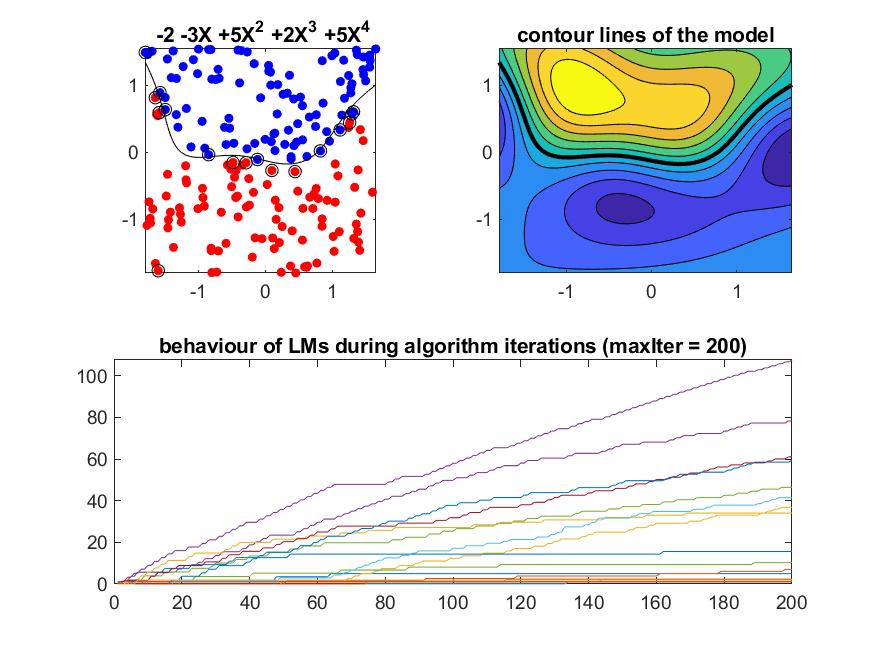 -2 -3X +5X² +2X³ +5X⁴
1
0
-1
-1 0 1
contour lines of the model
1
0
-1
-1 0 1
behaviour of LMs during algorithm iterations (maxIter = 200)
100
80
60
40
20
0
0 20 40 60 80 100 120 140 160 180 200